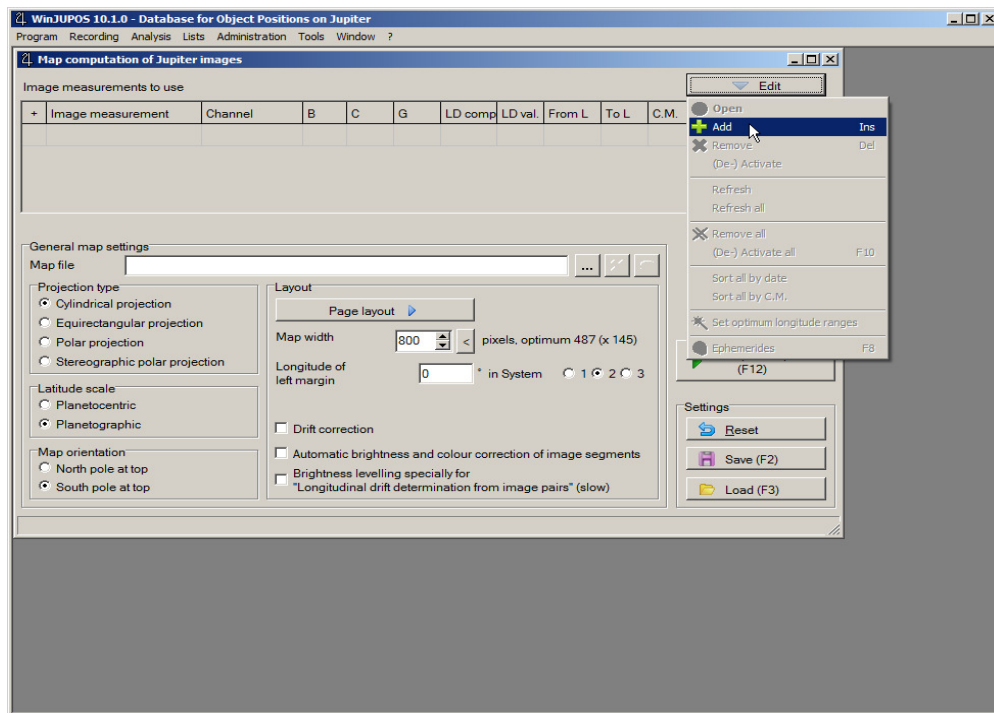 WinJUPOS 10.1.0 - Database for Object Positions on Jupiter
Program Recording Analysis Lists Administration Tools Window ?
Map computation of Jupiter images
Image measurements to use
Edit
+ Image measurement Channel B C G LD comp LD val. From L To L C.M.
Open
Add Ins
Remove Del
(De-) Activate
Refresh
Refresh all
Remove all
(De-) Activate all F10
Sort all by date
Sort all by C.M.
Set optimum longitude ranges
Ephemerides F8
General map settings
Map file
...
Projection type
Cylindrical projection
Equirectangular projection
Polar projection
Stereographic polar projection
Latitude scale
Planetocentric
Planetographic
Map orientation
North pole at top
South pole at top
Layout
Page layout
Map width 800 < pixels, optimum 487 (x 145)
Longitude of
left margin 0 ° in System 1 2 3
Drift correction
Automatic brightness and colour correction of image segments
Brightness levelling specially for
"Longitudinal drift determination from image pairs" (slow)
(F12)
Settings
Reset
Save (F2)
Load (F3)